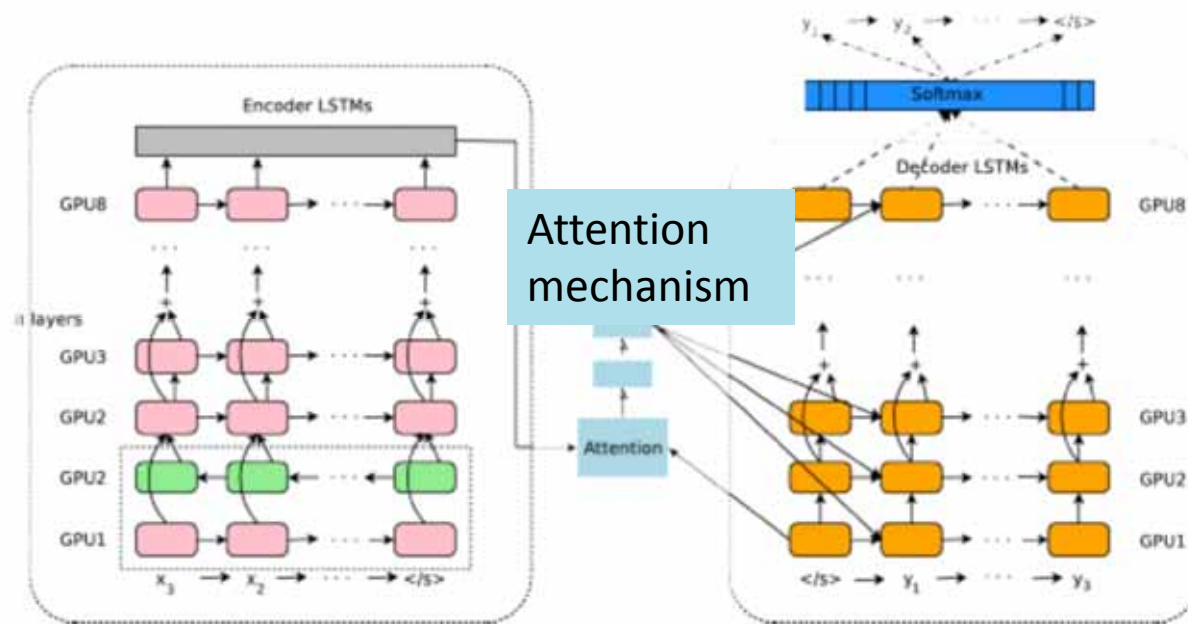 y₁ → y₂ → ··· → </s>
Softmax
Encoder LSTMs
Decoder LSTMs
GPU8
GPU8
Attention
mechanism
layers
GPU3
GPU3
GPU2
GPU2
Attention
GPU2
GPU1
GPU1
x₃ → x₂ → ··· → </s>
</s> → y₁ → ··· → y₃